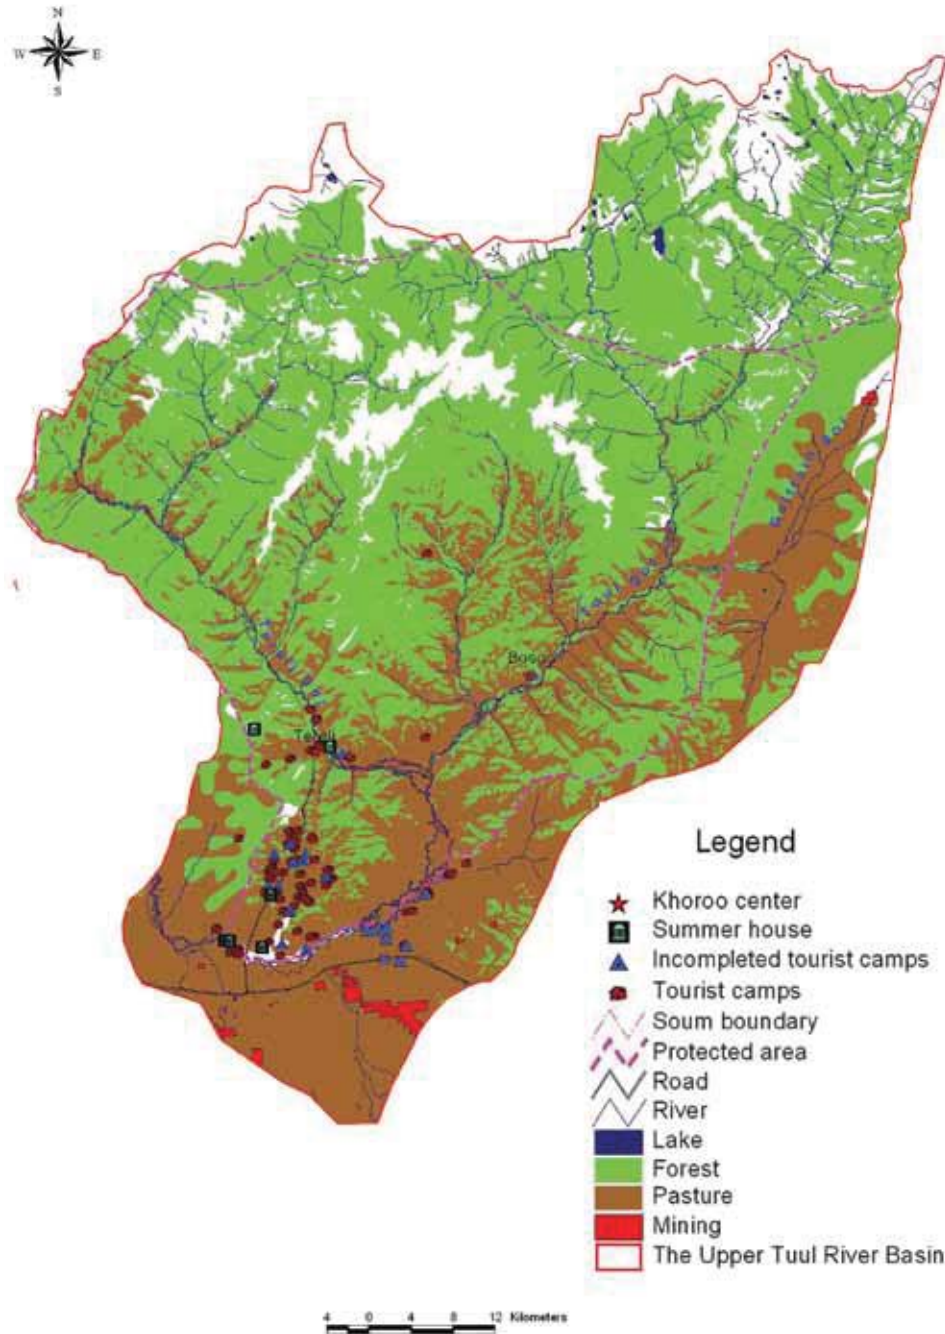 N
W E
S
Legend
Khoroo center
Summer house
Incompleted tourist camps
Tourist camps
Soum boundary
Protected area
Road
River
Lake
Forest
Pasture
Mining
The Upper Tuul River Basin
4 0 4 8 12 Kilometers